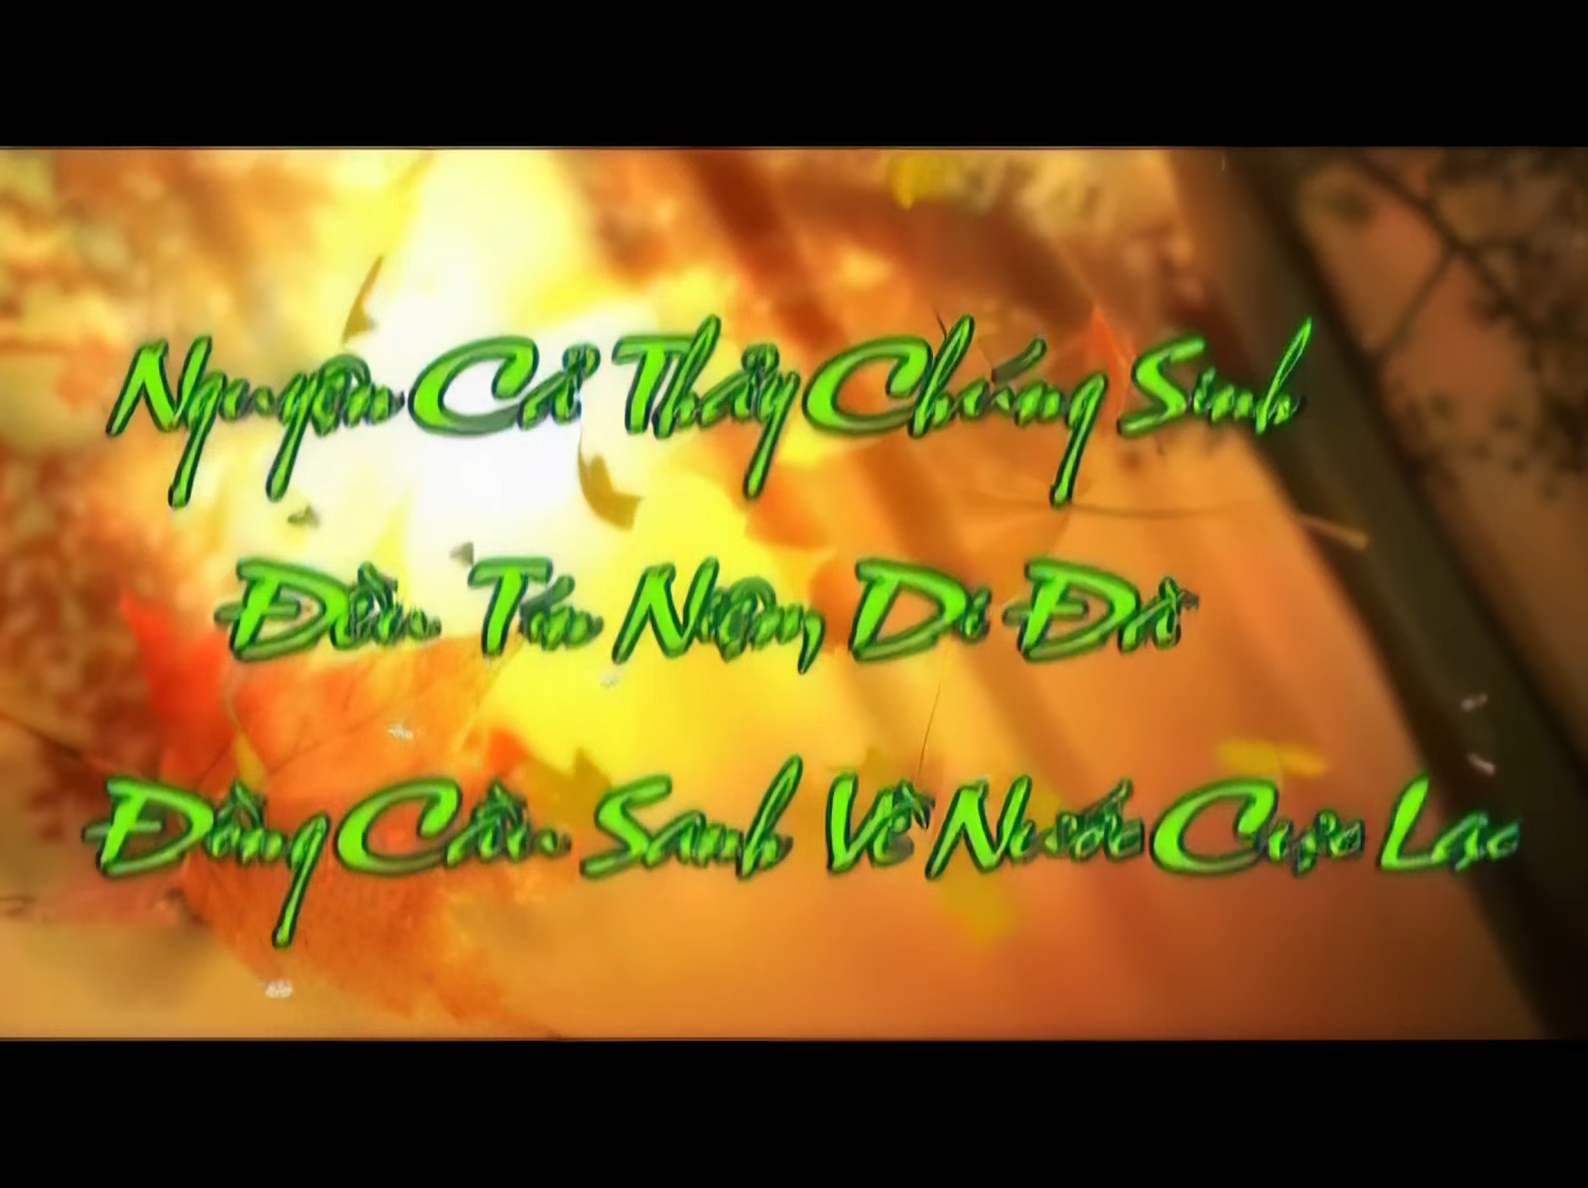 Nguyện Cả Thảy Chúng Sinh
Đều Tín Niệm, Di Đà
Đồng Cầu Sanh Về Nước Cực Lạc